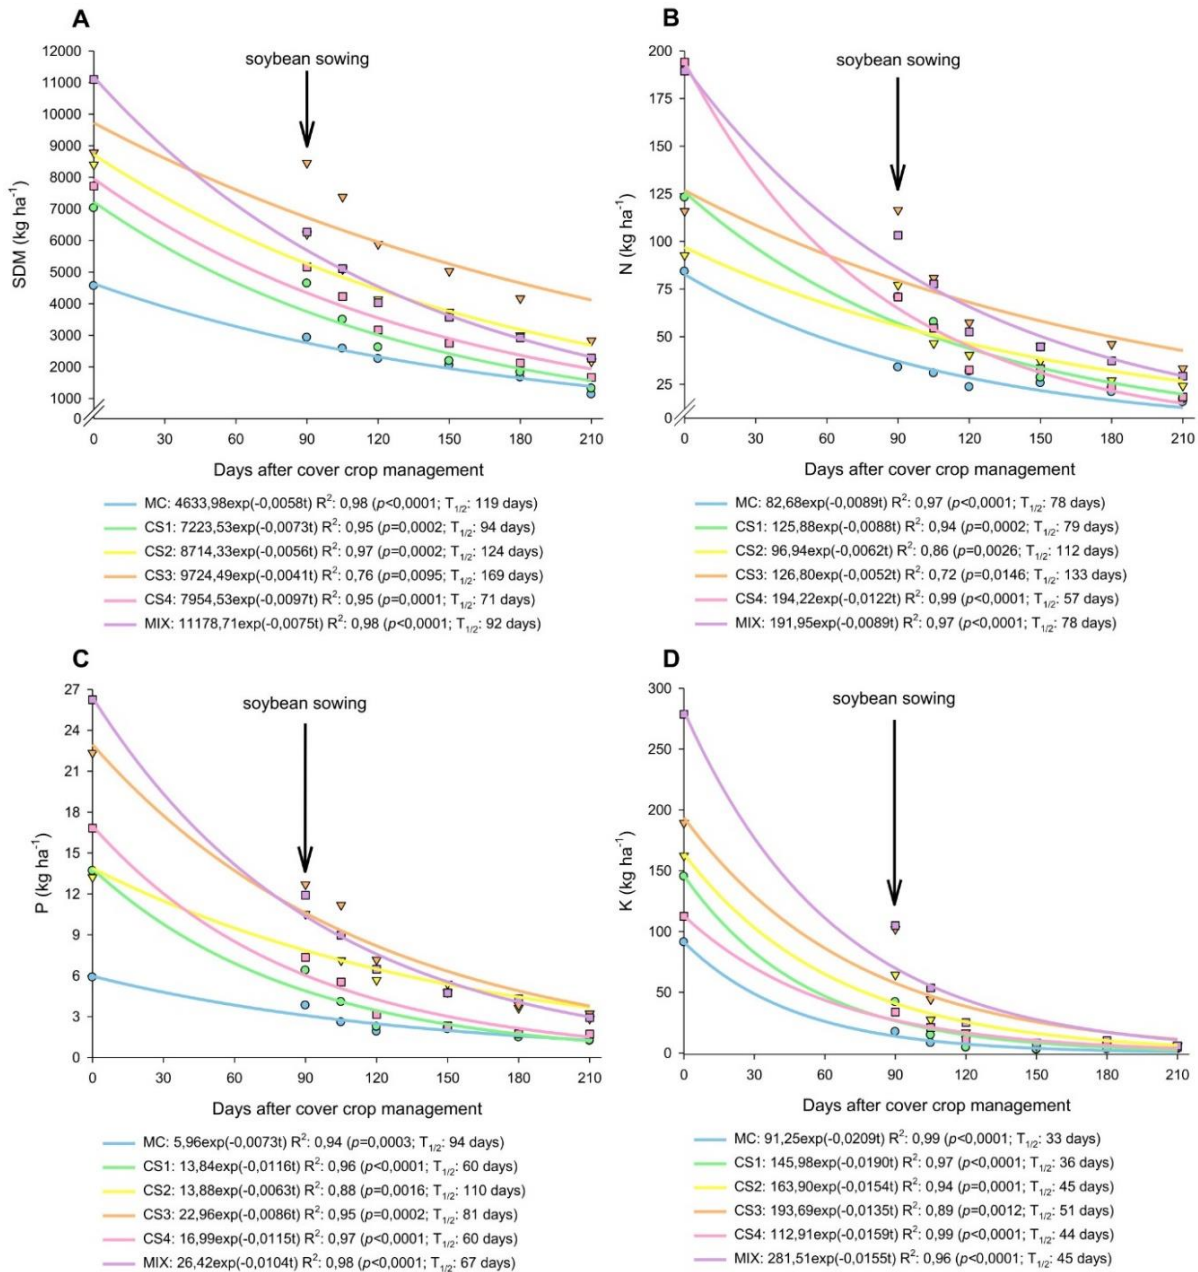 A
soybean sowing
12000
11000
10000
9000
8000
7000
6000
5000
4000
3000
2000
1000
0
SDM (kg ha⁻¹)
0 30 60 90 120 150 180 210
Days after cover crop management
MC: 4633,98exp(-0,0058t) R²: 0,98 (p<0,0001; T1/2: 119 days)
CS1: 7223,53exp(-0,0073t) R²: 0,95 (p=0,0002; T1/2: 94 days)
CS2: 8714,33exp(-0,0056t) R²: 0,97 (p=0,0002; T1/2: 124 days)
CS3: 9724,49exp(-0,0041t) R²: 0,76 (p=0,0095; T1/2: 169 days)
CS4: 7954,53exp(-0,0097t) R²: 0,95 (p=0,0001; T1/2: 71 days)
MIX: 11178,71exp(-0,0075t) R²: 0,98 (p<0,0001; T1/2: 92 days)
B
soybean sowing
200
175
150
125
100
75
50
25
0
N (kg ha⁻¹)
0 30 60 90 120 150 180 210
Days after cover crop management
MC: 82,68exp(-0,0089t) R²: 0,97 (p<0,0001; T1/2: 78 days)
CS1: 125,88exp(-0,0088t) R²: 0,94 (p=0,0002; T1/2: 79 days)
CS2: 96,94exp(-0,0062t) R²: 0,86 (p=0,0026; T1/2: 112 days)
CS3: 126,80exp(-0,0052t) R²: 0,72 (p=0,0146; T1/2: 133 days)
CS4: 194,22exp(-0,0122t) R²: 0,99 (p<0,0001; T1/2: 57 days)
MIX: 191,95exp(-0,0089t) R²: 0,97 (p<0,0001; T1/2: 78 days)
C
soybean sowing
27
24
21
18
15
12
9
6
3
0
P (kg ha⁻¹)
0 30 60 90 120 150 180 210
Days after cover crop management
MC: 5,96exp(-0,0073t) R²: 0,94 (p=0,0003; T1/2: 94 days)
CS1: 13,84exp(-0,0116t) R²: 0,96 (p<0,0001; T1/2: 60 days)
CS2: 13,88exp(-0,0063t) R²: 0,88 (p=0,0016; T1/2: 110 days)
CS3: 22,96exp(-0,0086t) R²: 0,95 (p=0,0002; T1/2: 81 days)
CS4: 16,99exp(-0,0115t) R²: 0,97 (p<0,0001; T1/2: 60 days)
MIX: 26,42exp(-0,0104t) R²: 0,98 (p<0,0001; T1/2: 67 days)
D
soybean sowing
300
250
200
150
100
50
0
K (kg ha⁻¹)
0 30 60 90 120 150 180 210
Days after cover crop management
MC: 91,25exp(-0,0209t) R²: 0,99 (p<0,0001; T1/2: 33 days)
CS1: 145,98exp(-0,0190t) R²: 0,97 (p<0,0001; T1/2: 36 days)
CS2: 163,90exp(-0,0154t) R²: 0,94 (p=0,0001; T1/2: 45 days)
CS3: 193,69exp(-0,0135t) R²: 0,89 (p=0,0012; T1/2: 51 days)
CS4: 112,91exp(-0,0159t) R²: 0,99 (p<0,0001; T1/2: 44 days)
MIX: 281,51exp(-0,0155t) R²: 0,96 (p<0,0001; T1/2: 45 days)